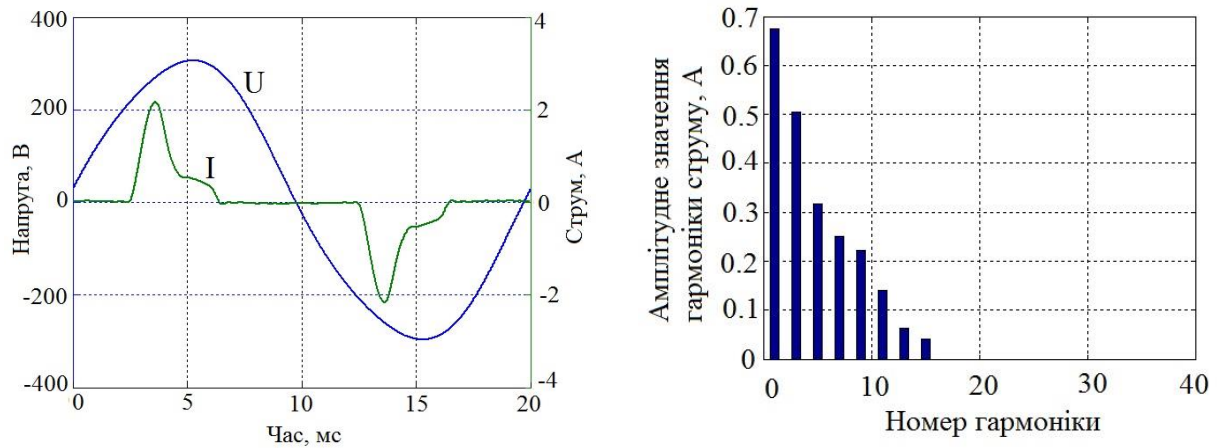 400
200
0
-200
-400
Напруга, В
U
I
4
2
0
-2
-4
Струм, А
0 5 10 15 20
Час, мс
Амплітудне значення
гармоніки струму, А
0.7
0.6
0.5
0.4
0.3
0.2
0.1
0
0 10 20 30 40
Номер гармоніки